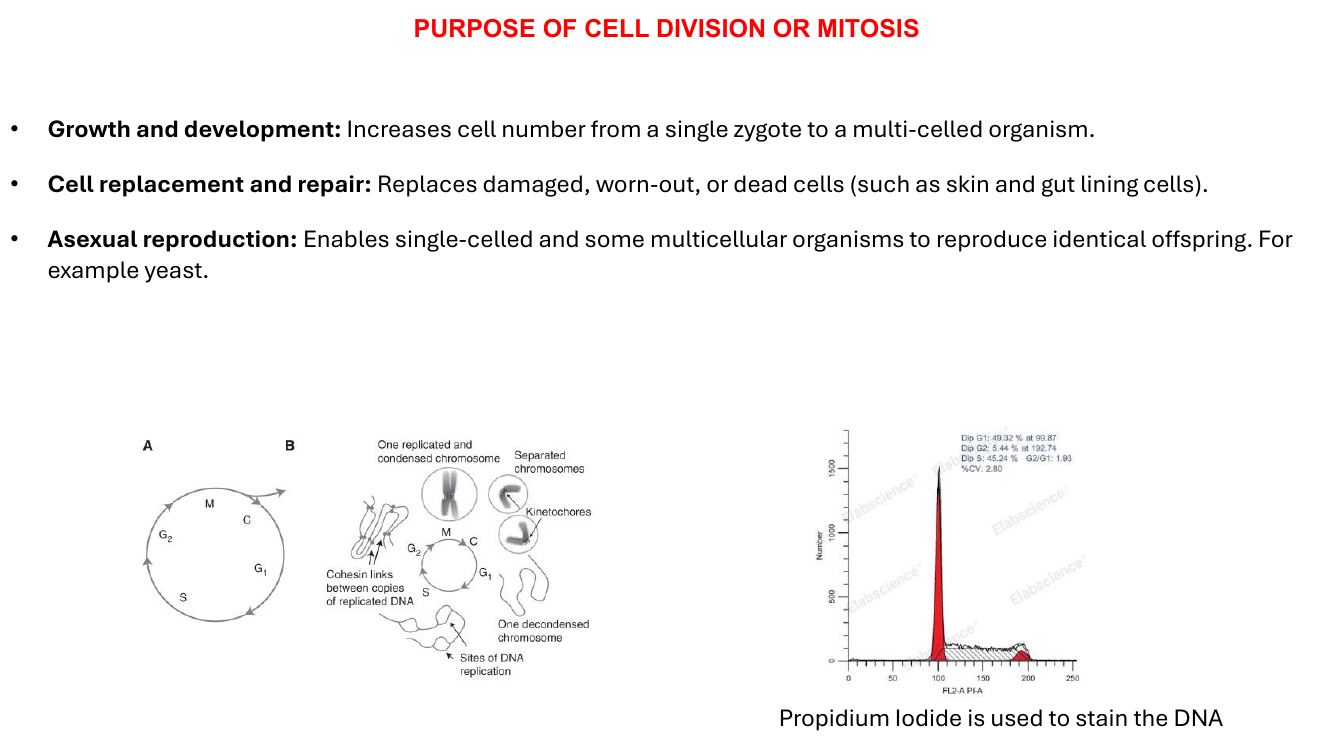 PURPOSE OF CELL DIVISION OR MITOSIS
• Growth and development: Increases cell number from a single zygote to a multi-celled organism.
• Cell replacement and repair: Replaces damaged, worn-out, or dead cells (such as skin and gut lining cells).
• Asexual reproduction: Enables single-celled and some multicellular organisms to reproduce identical offspring. For
example yeast.
A
M
C
G2
G1
S
B
One replicated and
condensed chromosome
Separated
chromosomes
Kinetochores
M
C
G2
G1
S
Cohesin links
between copies
of replicated DNA
One decondensed
chromosome
Sites of DNA
replication
Dip G1: 49.32 % at 99.87
Dip G2: 5.44 % at 192.74
Dip S: 45.24 % G2/G1: 1.93
%CV: 2.80
Elabscience®
Elabscience®
Elabscience®
Elabscience®
Number
1500
1000
500
0
0 50 100 150 200 250
FL2-A PI-A
Propidium Iodide is used to stain the DNA